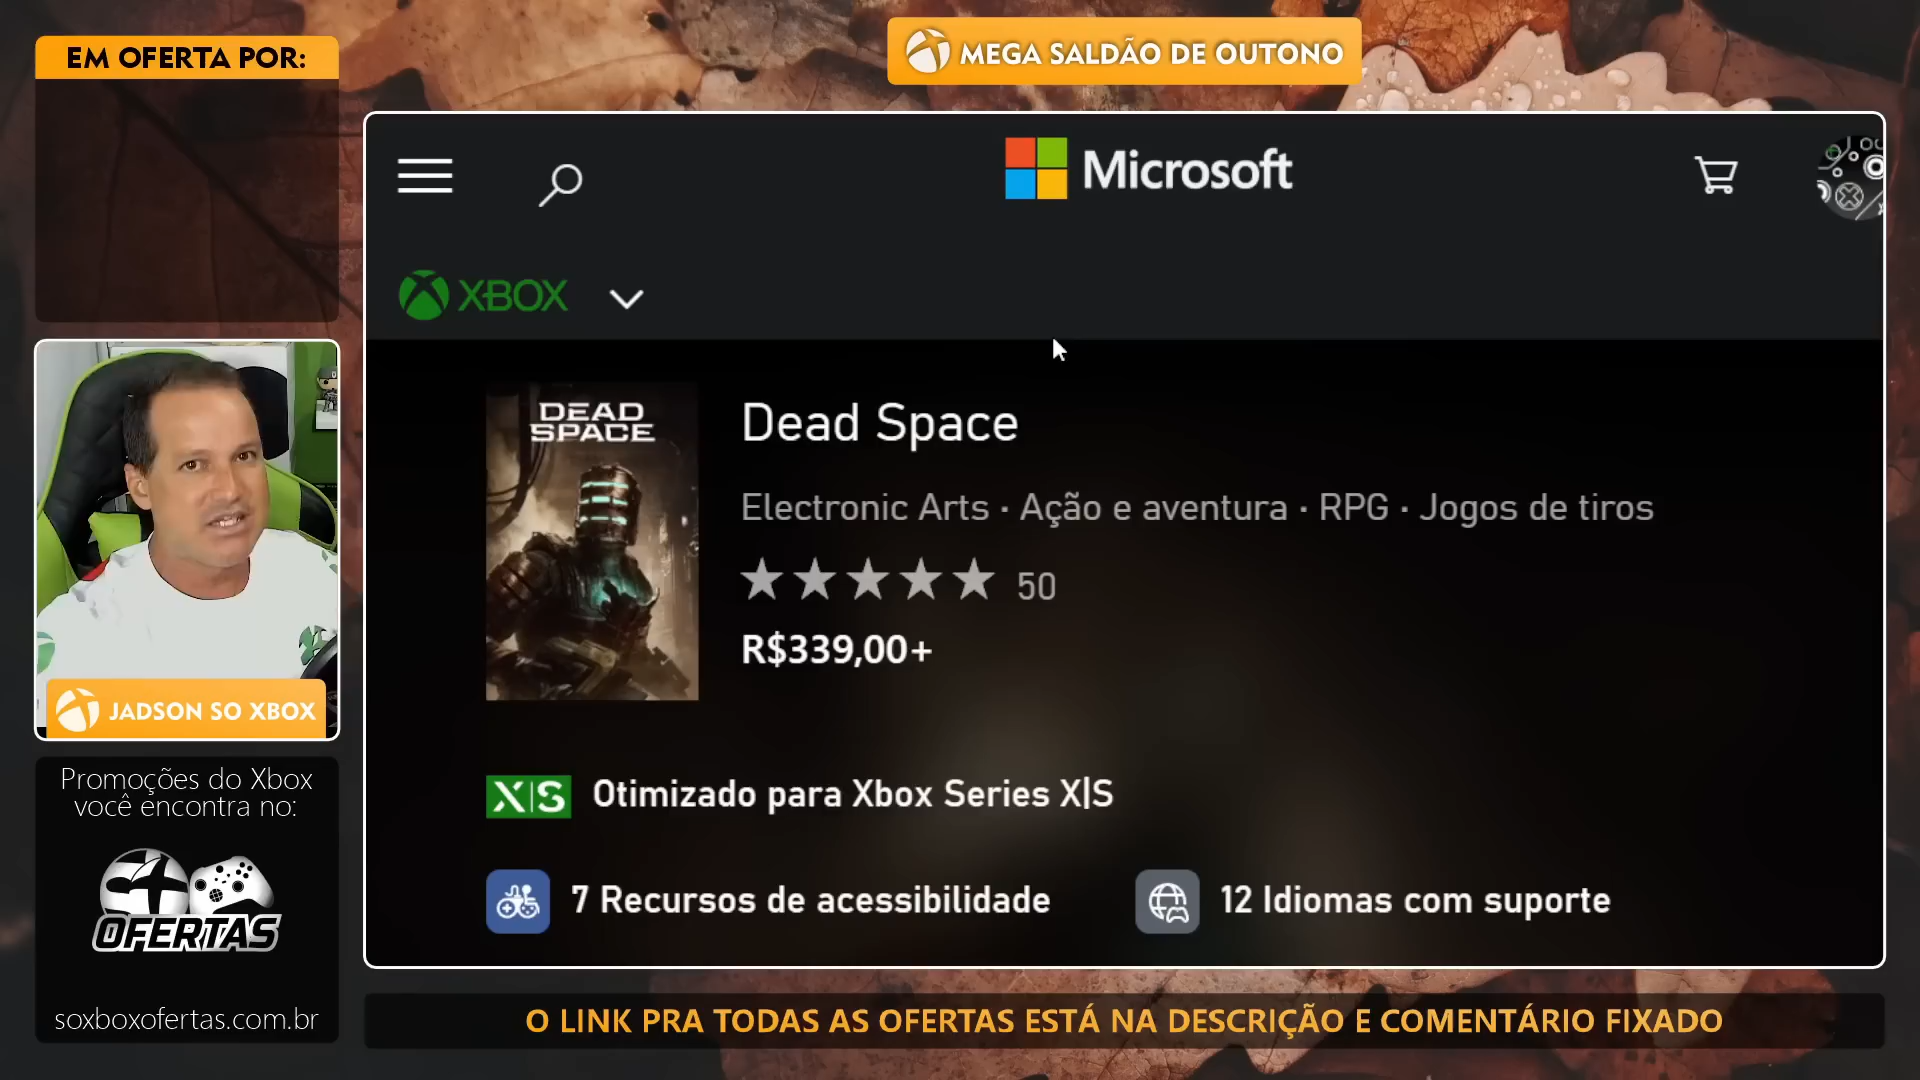 EM OFERTA POR:
MEGA SALDÃO DE OUTONO
Microsoft
XBOX
DEAD
SPACE
Dead Space
Electronic Arts • Ação e aventura • RPG • Jogos de tiros
50
R$339,00+
X|S Otimizado para Xbox Series X|S
7 Recursos de acessibilidade
12 Idiomas com suporte
JADSON SO XBOX
Promoções do Xbox
você encontra no:
OFERTAS
soxboxofertas.com.br
O LINK PRA TODAS AS OFERTAS ESTÁ NA DESCRIÇÃO E COMENTÁRIO FIXADO